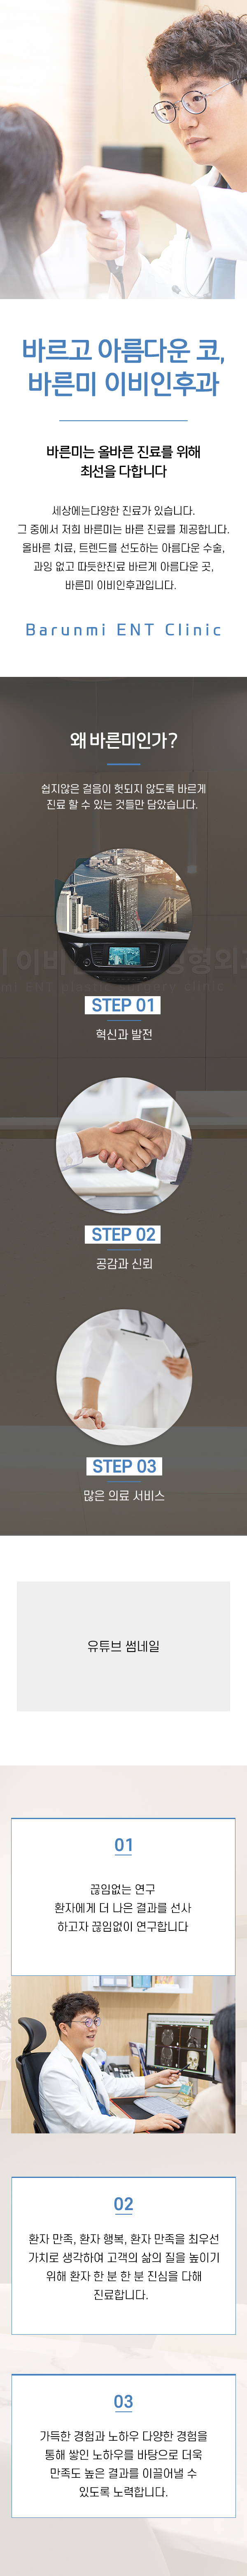 바르고 아름다운 코,
바른미 이비인후과
바른미는 올바른 진료를 위해
최선을 다합니다
세상에는다양한 진료가 있습니다.
그 중에서 저희 바른미는 바른 진료를 제공합니다.
올바른 치료, 트렌드를 선도하는 아름다운 수술,
과잉 없고 따듯한진료 바르게 아름다운 곳,
바른미 이비인후과입니다.
Barunmi ENT Clinic
왜 바른미인가?
쉽지않은 걸음이 헛되지 않도록 바르게
진료 할 수 있는 것들만 담았습니다.
STEP 01
혁신과 발전
STEP 02
공감과 신뢰
STEP 03
많은 의료 서비스
유튜브 썸네일
01
끊임없는 연구
환자에게 더 나은 결과를 선사
하고자 끊임없이 연구합니다
02
환자 만족, 환자 행복, 환자 만족을 최우선
가치로 생각하여 고객의 삶의 질을 높이기
위해 환자 한 분 한 분 진심을 다해
진료합니다.
03
가득한 경험과 노하우 다양한 경험을
통해 쌓인 노하우를 바탕으로 더욱
만족도 높은 결과를 이끌어낼 수
있도록 노력합니다.